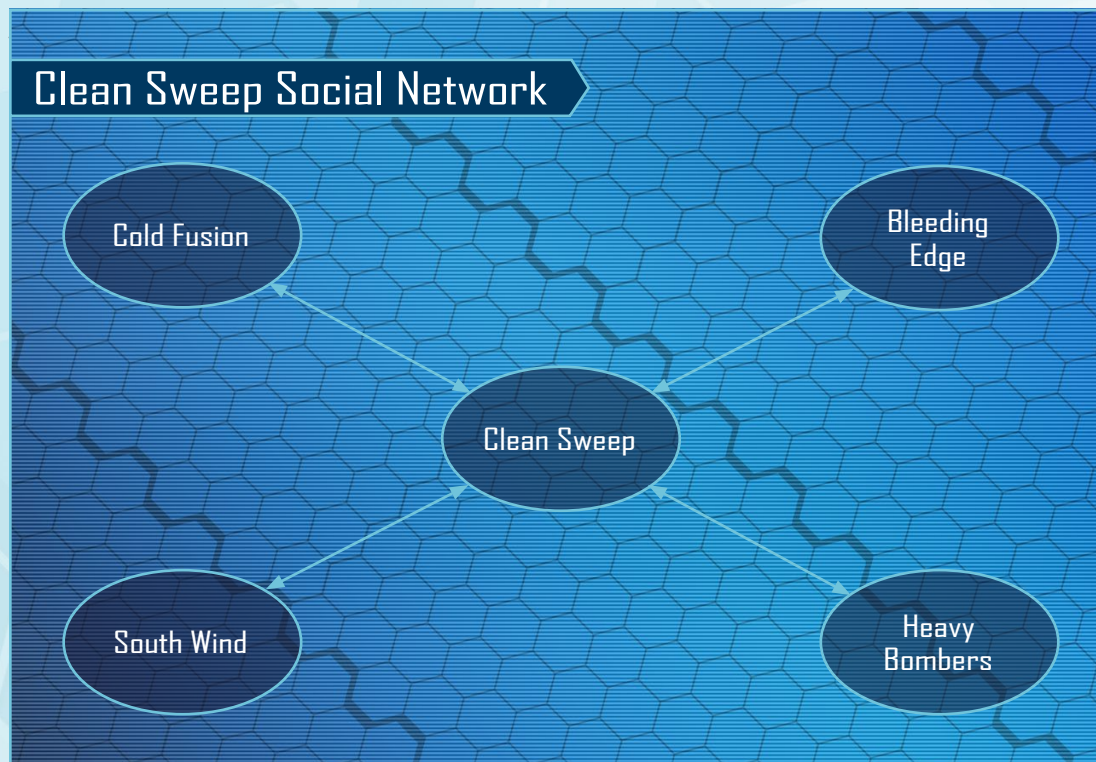 Clean Sweep Social Network
Cold Fusion
Bleeding
Edge
Clean Sweep
South Wind
Heavy
Bombers